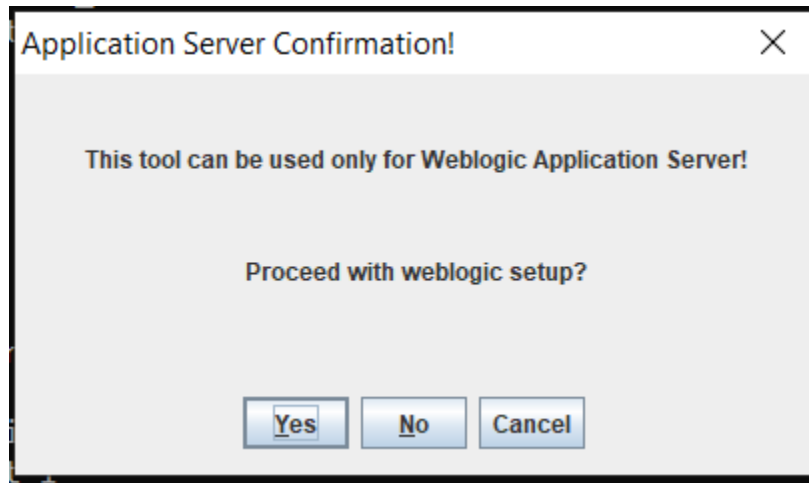 Application Server Confirmation!
This tool can be used only for Weblogic Application Server!
Proceed with weblogic setup?
Yes No Cancel